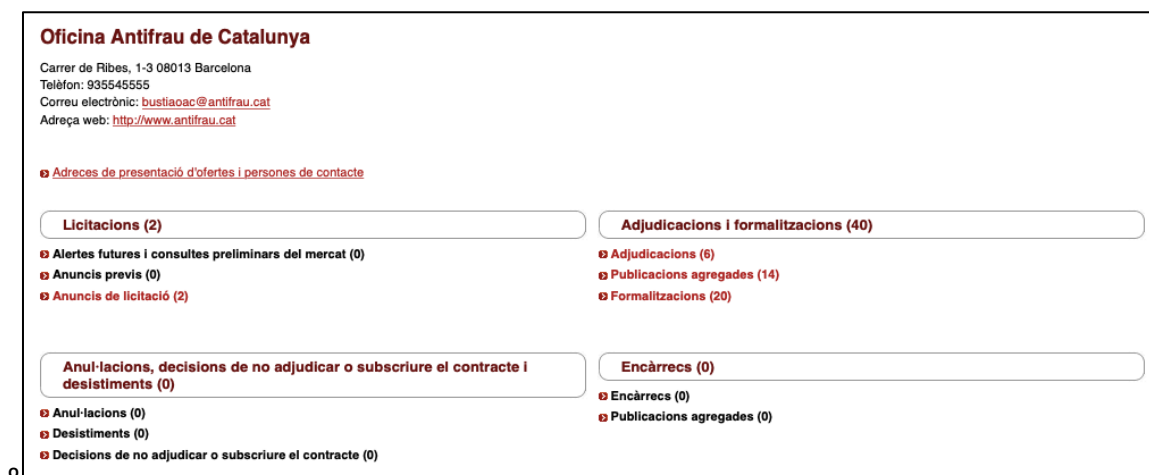 Oficina Antifrau de Catalunya
Carrer de Ribes, 1-3 08013 Barcelona
Telèfon: 935545555
Correu electrònic: bustiaoac@antifrau.cat
Adreça web: http://www.antifrau.cat
Adreces de presentació d'ofertes i persones de contacte
Licitacions (2)
Alertes futures i consultes preliminars del mercat (0)
Anuncis previs (0)
Anuncis de licitació (2)
Adjudicacions i formalitzacions (40)
Adjudicacions (6)
Publicacions agregades (14)
Formalitzacions (20)
Anul·lacions, decisions de no adjudicar o subscriure el contracte i
desistiments (0)
Anul·lacions (0)
Desistiments (0)
Decisions de no adjudicar o subscriure el contracte (0)
Encàrrecs (0)
Encàrrecs (0)
Publicacions agregades (0)